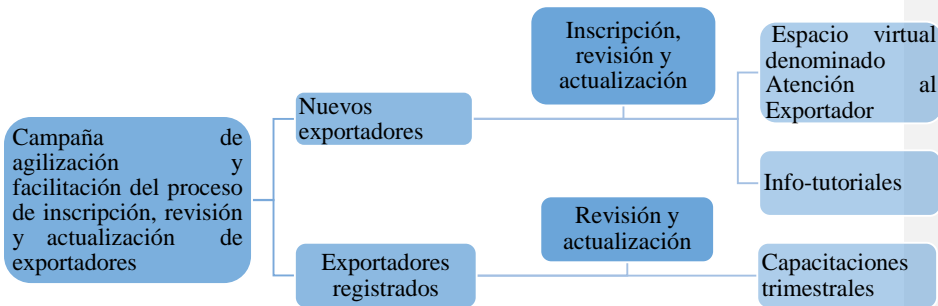 Campaña de
agilización y
facilitación del proceso
de inscripción, revisión
y actualización de
exportadores
Nuevos
exportadores
Inscripción,
revisión y
actualización
Espacio virtual
denominado
Atención al
Exportador
Info-tutoriales
Exportadores
registrados
Revisión y
actualización
Capacitaciones
trimestrales